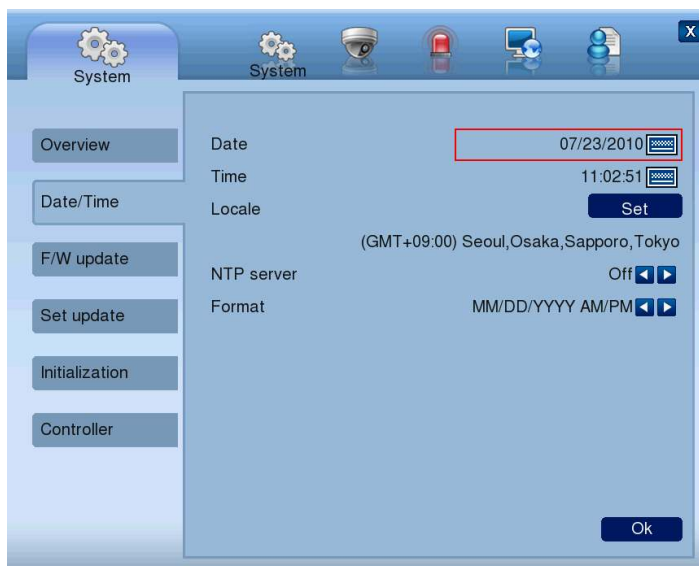 System
System
X
Overview
Date/Time
F/W update
Set update
Initialization
Controller
Date 07/23/2010
Time 11:02:51
Locale Set
(GMT+09:00) Seoul,Osaka,Sapporo,Tokyo
NTP server Off
Format MM/DD/YYYY AM/PM
Ok